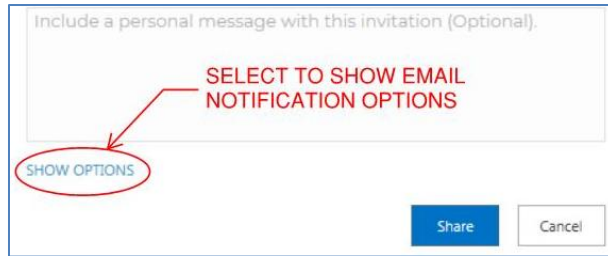 Include a personal message with this invitation (Optional).
SELECT TO SHOW EMAIL
NOTIFICATION OPTIONS
SHOW OPTIONS
Share Cancel